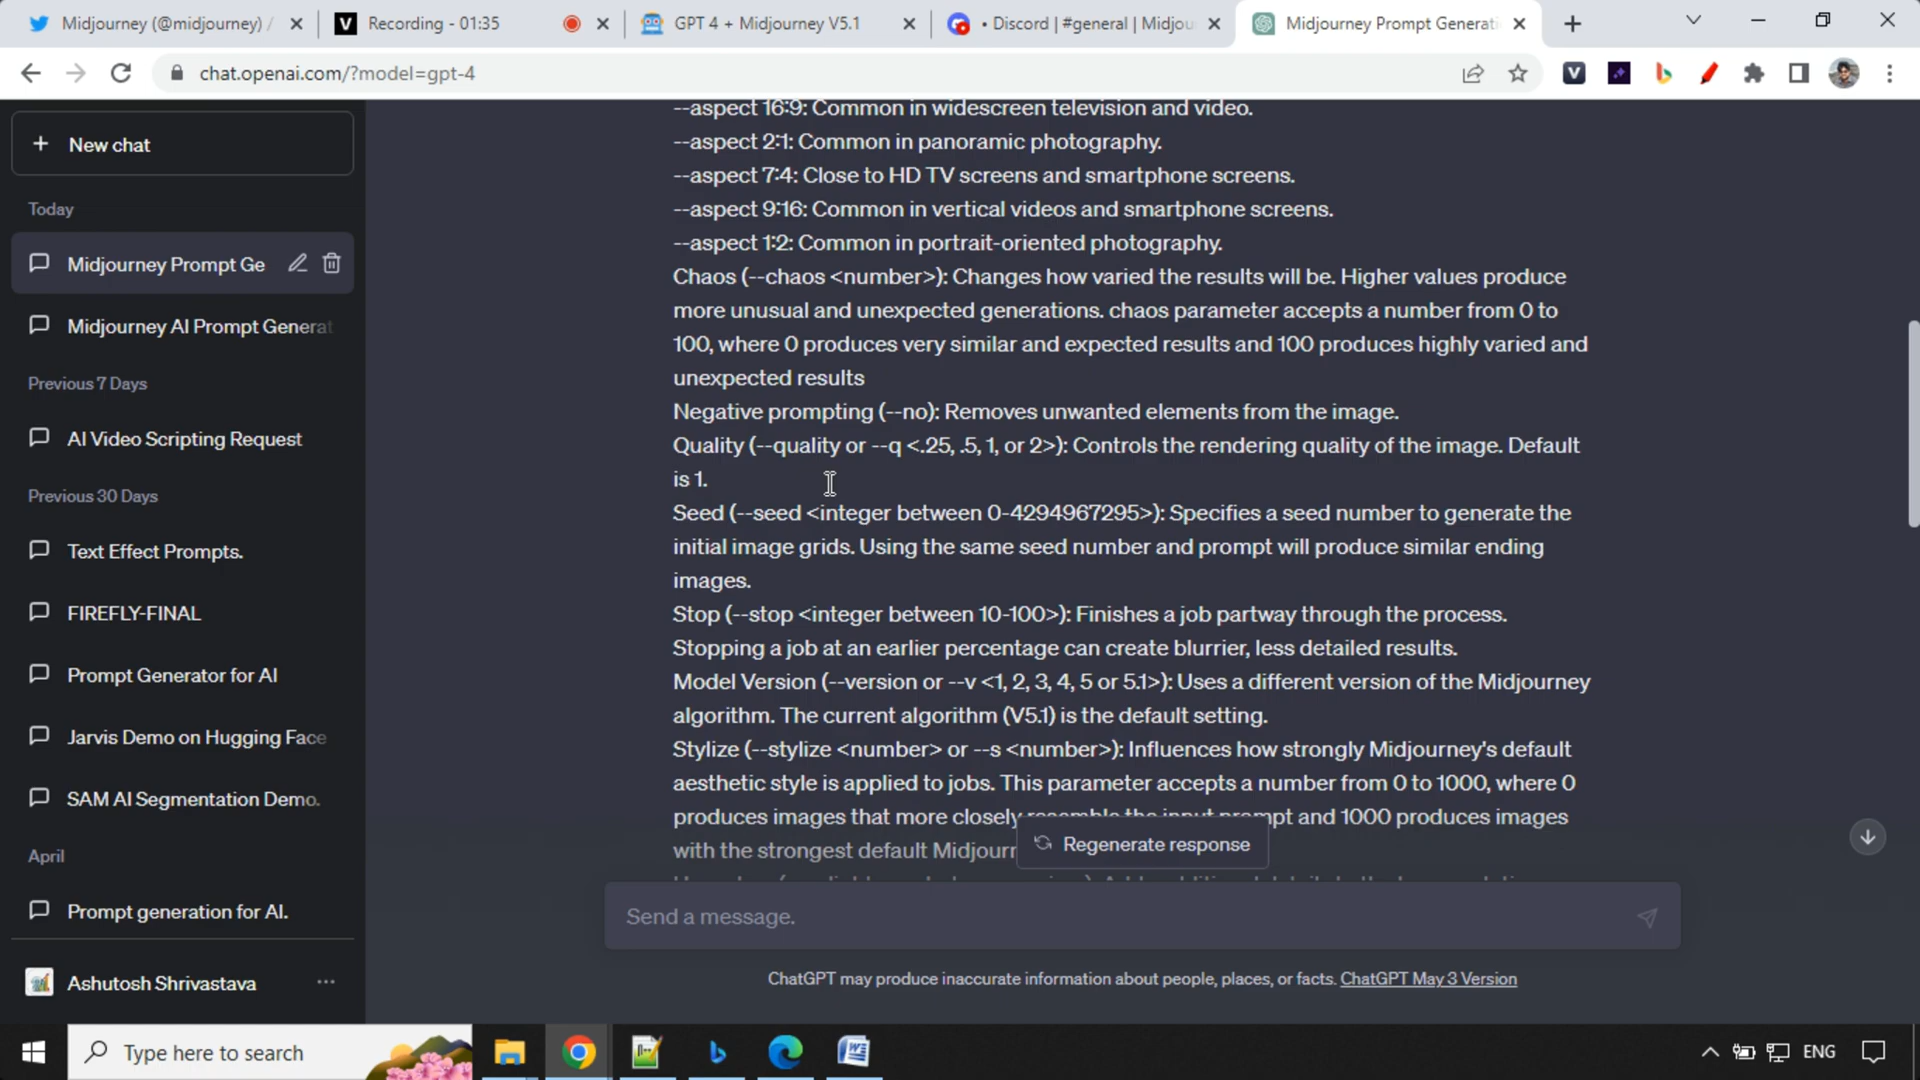 Midjourney (@midjourney) /
Recording - 01:35
GPT 4 + Midjourney V5.1
• Discord | #general | Midjou
Midjourney Prompt Generati
chat.openai.com/?model=gpt-4
New chat
Today
Midjourney Prompt Ge
Midjourney AI Prompt Generat
Previous 7 Days
AI Video Scripting Request
Previous 30 Days
Text Effect Prompts.
FIREFLY-FINAL
Prompt Generator for AI
Jarvis Demo on Hugging Face
SAM AI Segmentation Demo.
April
Prompt generation for AI.
Ashutosh Shrivastava
--aspect 16:9: Common in widescreen television and video.
--aspect 2:1: Common in panoramic photography.
--aspect 7:4: Close to HD TV screens and smartphone screens.
--aspect 9:16: Common in vertical videos and smartphone screens.
--aspect 1:2: Common in portrait-oriented photography.
Chaos (--chaos <number>): Changes how varied the results will be. Higher values produce
more unusual and unexpected generations. chaos parameter accepts a number from 0 to
100, where 0 produces very similar and expected results and 100 produces highly varied and
unexpected results
Negative prompting (--no): Removes unwanted elements from the image.
Quality (--quality or --q <.25, .5, 1, or 2>): Controls the rendering quality of the image. Default
is 1.
Seed (--seed <integer between 0-4294967295>): Specifies a seed number to generate the
initial image grids. Using the same seed number and prompt will produce similar ending
images.
Stop (--stop <integer between 10-100>): Finishes a job partway through the process.
Stopping a job at an earlier percentage can create blurrier, less detailed results.
Model Version (--version or --v <1, 2, 3, 4, 5 or 5.1>): Uses a different version of the Midjourney
algorithm. The current algorithm (V5.1) is the default setting.
Stylize (--stylize <number> or --s <number>): Influences how strongly Midjourney's default
aesthetic style is applied to jobs. This parameter accepts a number from 0 to 1000, where 0
produces images that more closely resemble the input prompt and 1000 produces images
with the strongest default Midjourn
Regenerate response
Send a message.
ChatGPT may produce inaccurate information about people, places, or facts. ChatGPT May 3 Version
Type here to search
ENG